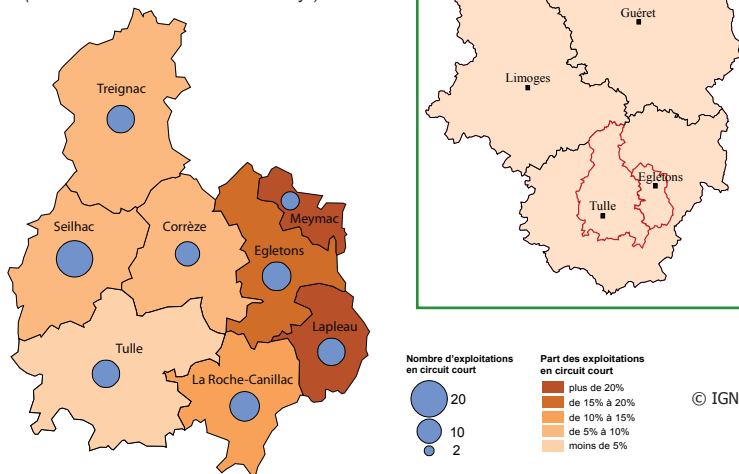 Treignac
Seilhac
Corrèze
Meymac
Egletons
Lapleau
Tulle
La Roche-Canillac
Guéret
Limoges
Egletons
Tulle
Nombre d'exploitations
en circuit court
20
10
2
Part des exploitations
en circuit court
plus de 20%
de 15% à 20%
de 10% à 15%
de 5% à 10%
moins de 5%
© IGN